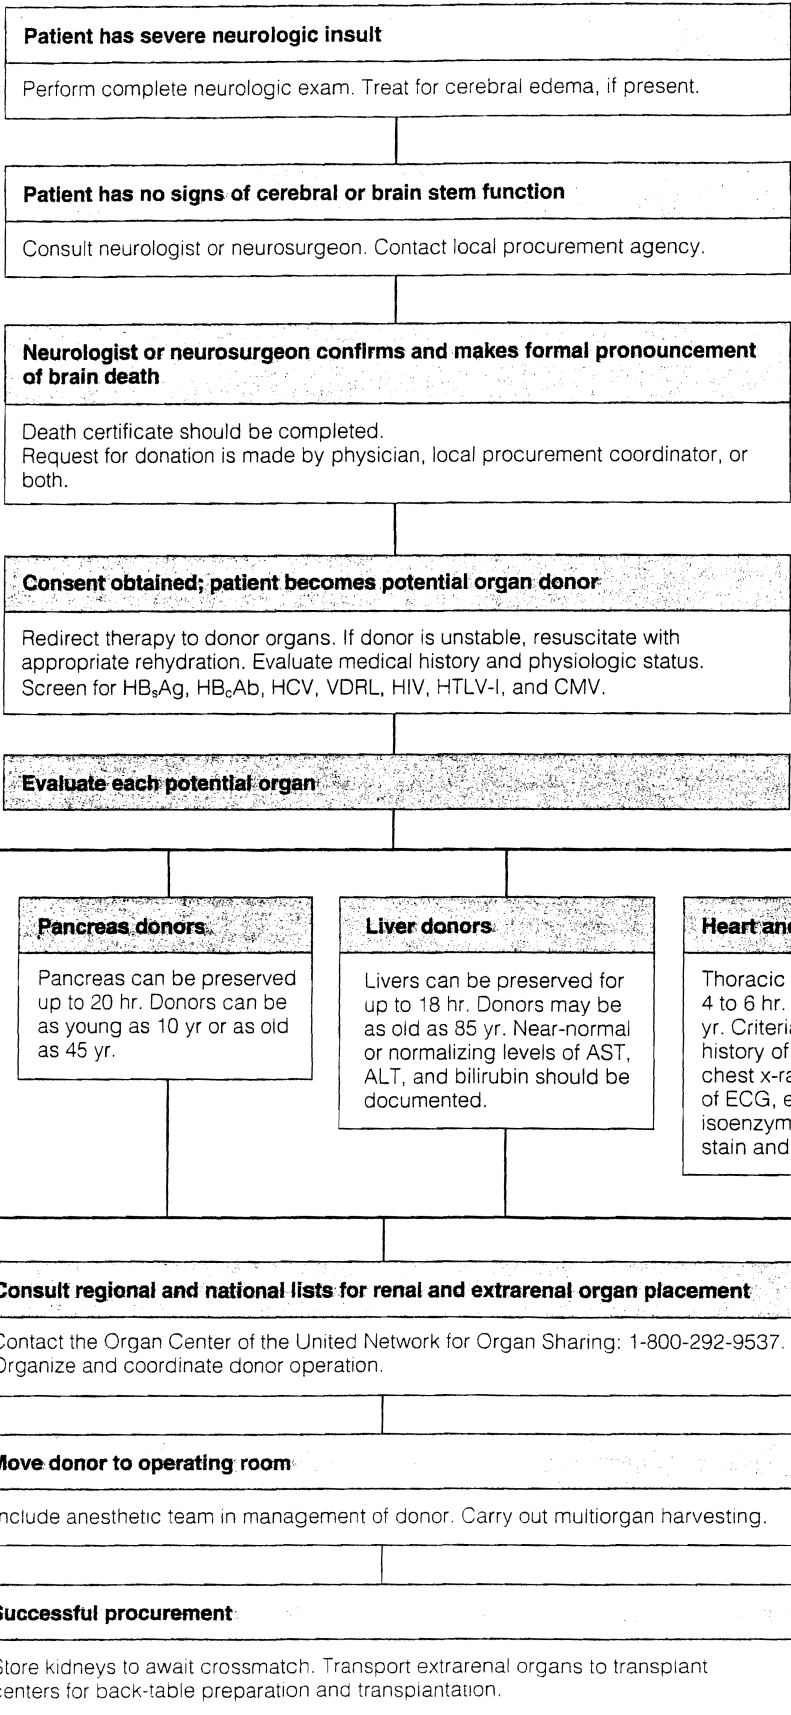 Patient has severe neurologic insult
Perform complete neurologic exam. Treat for cerebral edema, if present.
Patient has no signs of cerebral or brain stem function
Consult neurologist or neurosurgeon. Contact local procurement agency.
Neurologist or neurosurgeon confirms and makes formal pronouncement
of brain death
Death certificate should be completed.
Request for donation is made by physician, local procurement coordinator, or
both.
Consent obtained; patient becomes potential organ donor
Redirect therapy to donor organs. If donor is unstable, resuscitate with
appropriate rehydration. Evaluate medical history and physiologic status.
Screen for HBsAg, HBcAb, HCV, VDRL, HIV, HTLV-I, and CMV.
Evaluate each potential organ
Pancreas donors
Pancreas can be preserved
up to 20 hr. Donors can be
as young as 10 yr or as old
as 45 yr.
Liver donors
Livers can be preserved for
up to 18 hr. Donors may be
as old as 85 yr. Near-normal
or normalizing levels of AST,
ALT, and bilirubin should be
documented.
Heart and
Thoracic
4 to 6 hr.
yr. Criteri
history of
chest x-ra
of ECG, e
isoenzym
stain and
Consult regional and national lists for renal and extrarenal organ placement
Contact the Organ Center of the United Network for Organ Sharing: 1-800-292-9537.
Organize and coordinate donor operation.
Move donor to operating room
Include anesthetic team in management of donor. Carry out multiorgan harvesting.
Successful procurement
Store kidneys to await crossmatch. Transport extrarenal organs to transplant
centers for back-table preparation and transplantation.